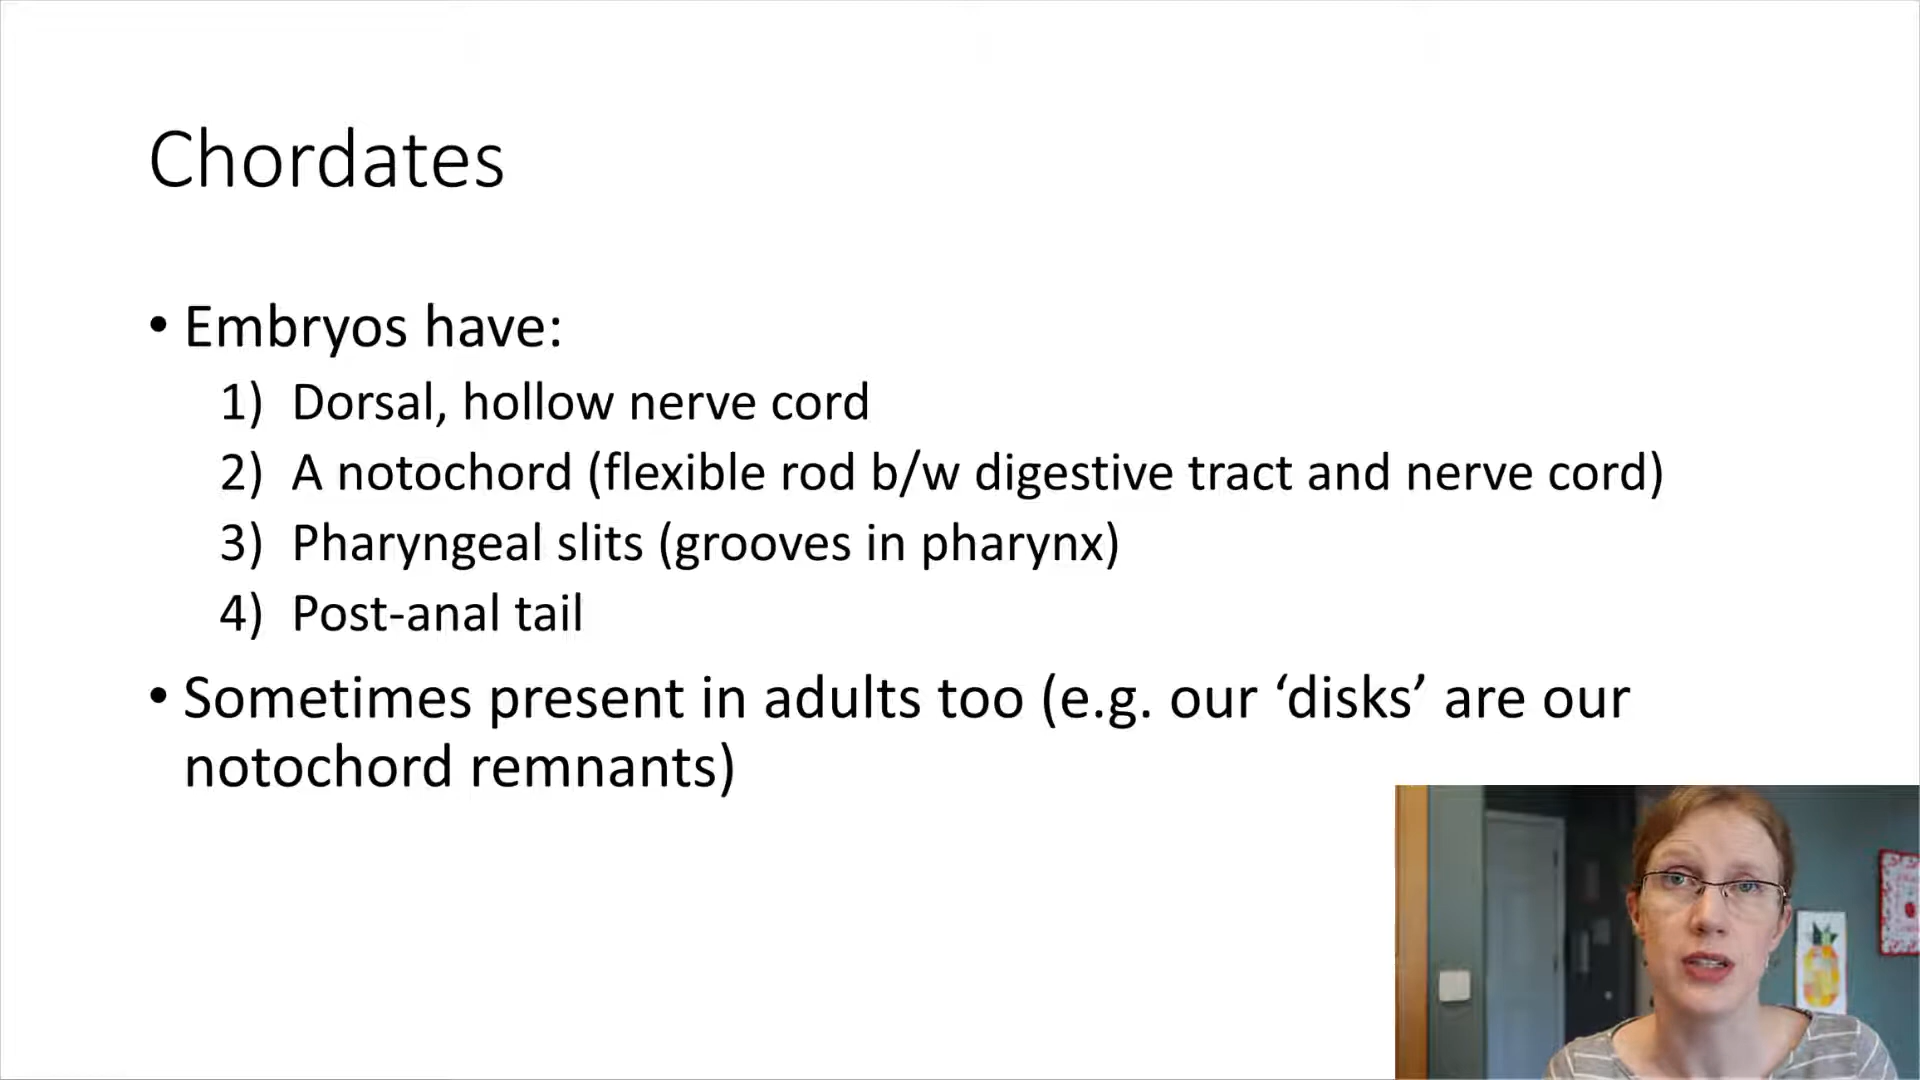 Chordates
• Embryos have:
1) Dorsal, hollow nerve cord
2) A notochord (flexible rod b/w digestive tract and nerve cord)
3) Pharyngeal slits (grooves in pharynx)
4) Post-anal tail
• Sometimes present in adults too (e.g. our ‘disks’ are our
notochord remnants)